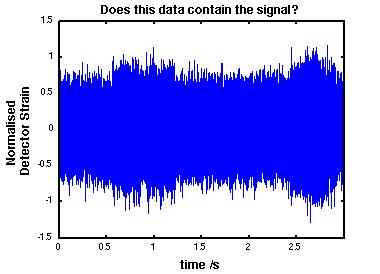 Does this data contain the signal?
1.5
1
0.5
0
-0.5
-1
-1.5
Normalised
Detector Strain
0 0.5 1 1.5 2 2.5
time /s